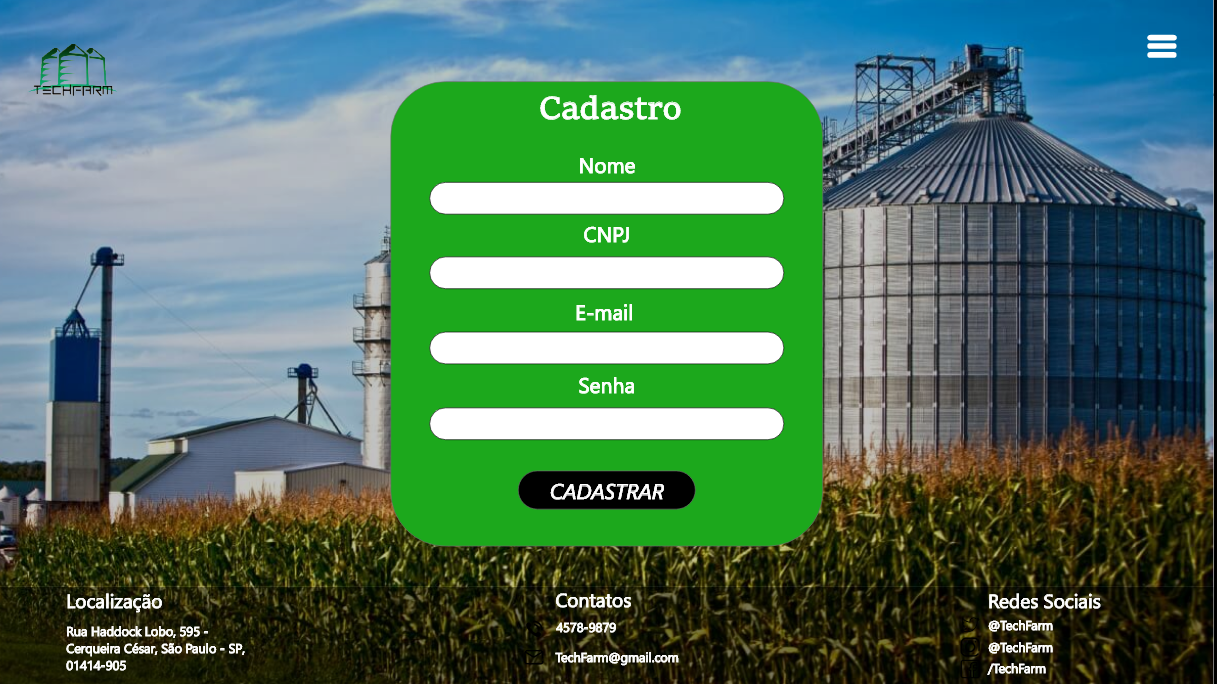 TECHFARM
Cadastro
Nome
CNPJ
E-mail
Senha
CADASTRAR
Localização
Rua Haddock Lobo, 595 -
Cerqueira César, São Paulo - SP,
01414-905
Contatos
4578-9879
TechFarm@gmail.com
Redes Sociais
@TechFarm
@TechFarm
/TechFarm